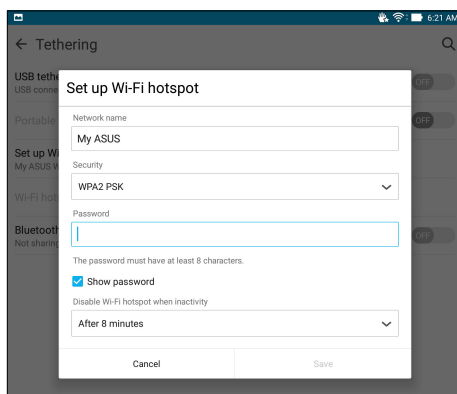 6:21 AM
Tethering
USB tethe
USB conne
OFF
Portable
OFF
Set up Wi
My ASUS W
Wi-Fi hot
Bluetooth
Not sharing
OFF
Set up Wi-Fi hotspot
Network name
My ASUS
Security
WPA2 PSK
Password
The password must have at least 8 characters.
Show password
Disable Wi-Fi hotspot when inactivity
After 8 minutes
Cancel
Save